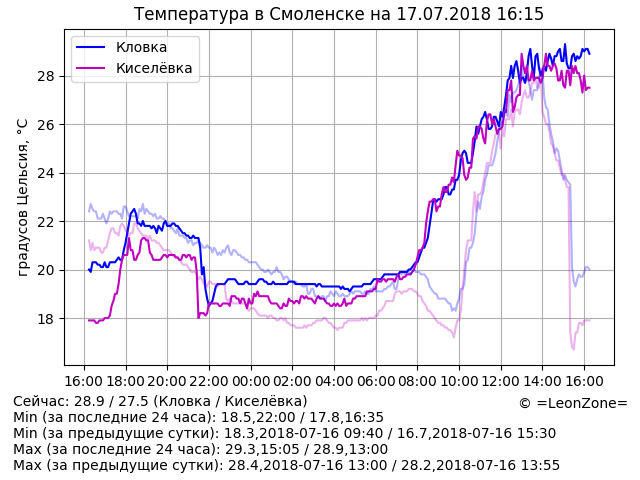 Температура в Смоленске на 17.07.2018 16:15
Кловка
Киселёвка
градусов Цельсия, °C
28
26
24
22
20
18
16:00 18:00 20:00 22:00 00:00 02:00 04:00 06:00 08:00 10:00 12:00 14:00 16:00
Сейчас: 28.9 / 27.5 (Кловка / Киселёвка)
© =LeonZone=
Min (за последние 24 часа): 18.5,22:00 / 17.8,16:35
Min (за предыдущие сутки): 18.3,2018-07-16 09:40 / 16.7,2018-07-16 15:30
Max (за последние 24 часа): 29.3,15:05 / 28.9,13:00
Max (за предыдущие сутки): 28.4,2018-07-16 13:00 / 28.2,2018-07-16 13:55